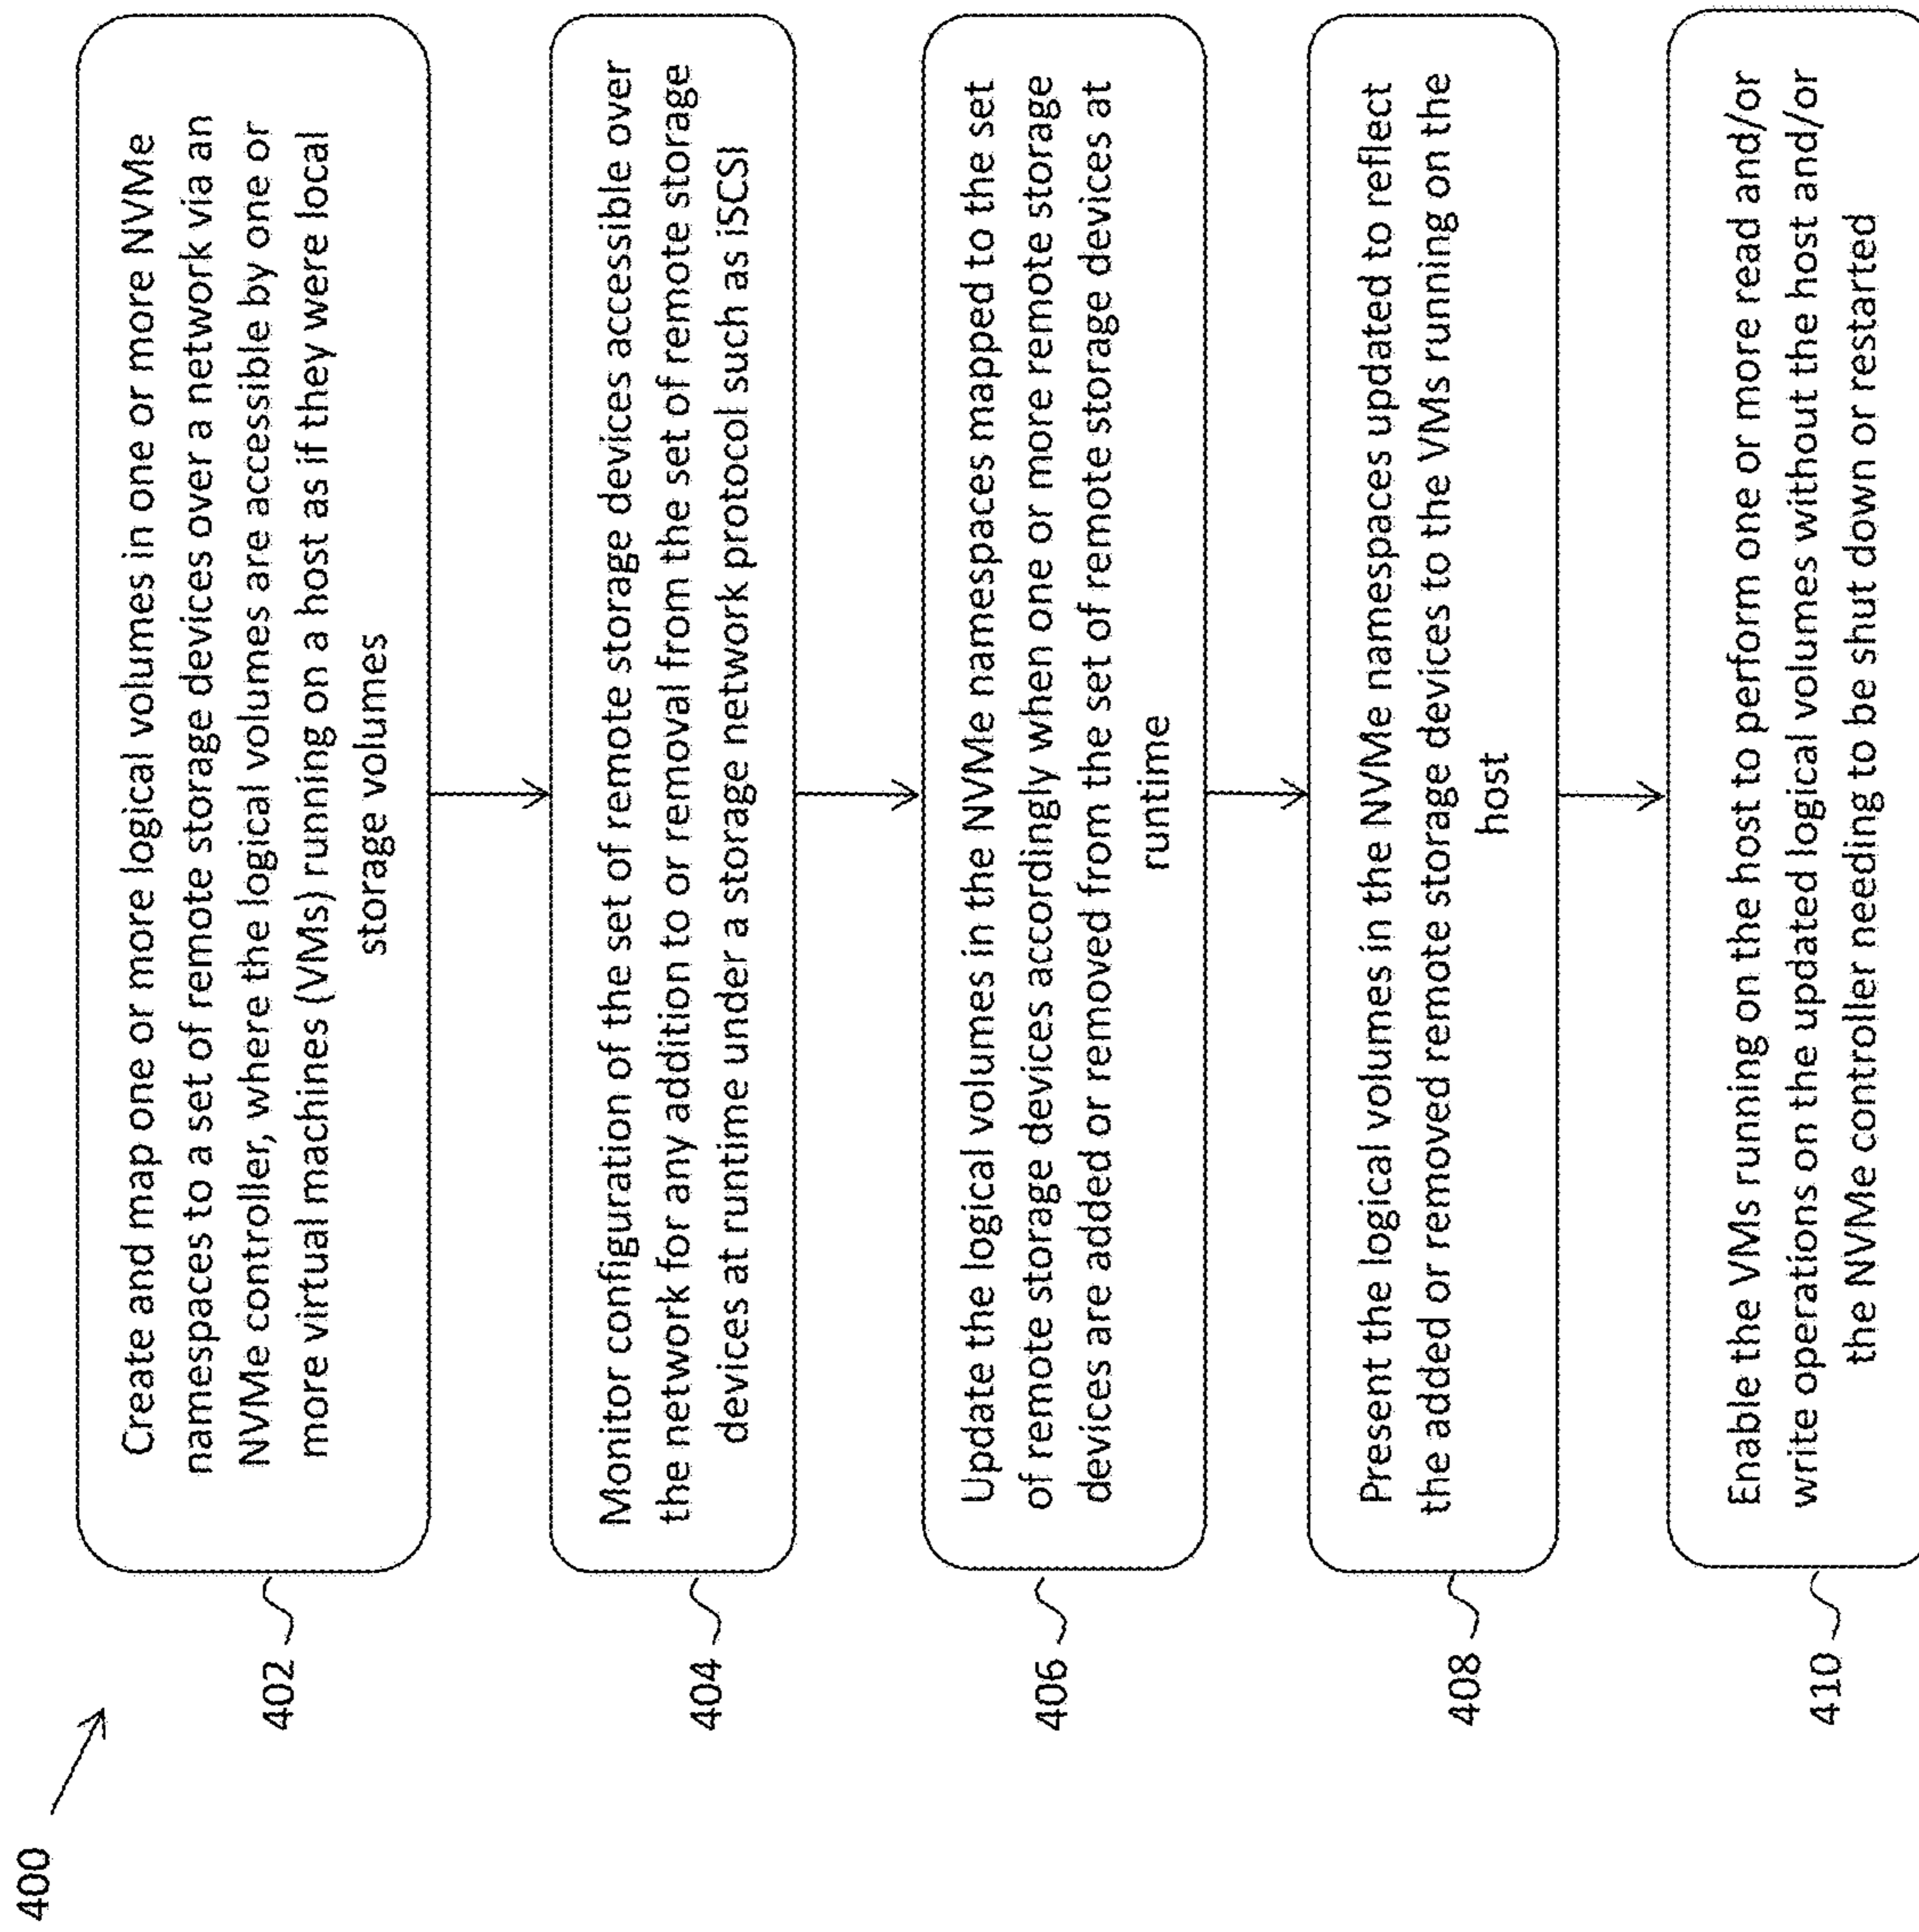 400
402
Create and map one or more logical volumes in one or more NVMe
namespaces to a set of remote storage devices over a network via an
NVMe controller, where the logical volumes are accessible by one or
more virtual machines (VMs) running on a host as if they were local
storage volumes
404
Monitor configuration of the set of remote storage devices accessible over
the network for any addition to or removal from the set of remote storage
devices at runtime under a storage network protocol such as iSCSI
406
Update the logical volumes in the NVMe namespaces mapped to the set
of remote storage devices accordingly when one or more remote storage
devices are added or removed from the set of remote storage devices at
runtime
408
Present the logical volumes in the NVMe namespaces updated to reflect
the added or removed remote storage devices to the VMs running on the
host
410
Enable the VMs running on the host to perform one or more read and/or
write operations on the updated logical volumes without the host and/or
the NVMe controller needing to be shut down or restarted